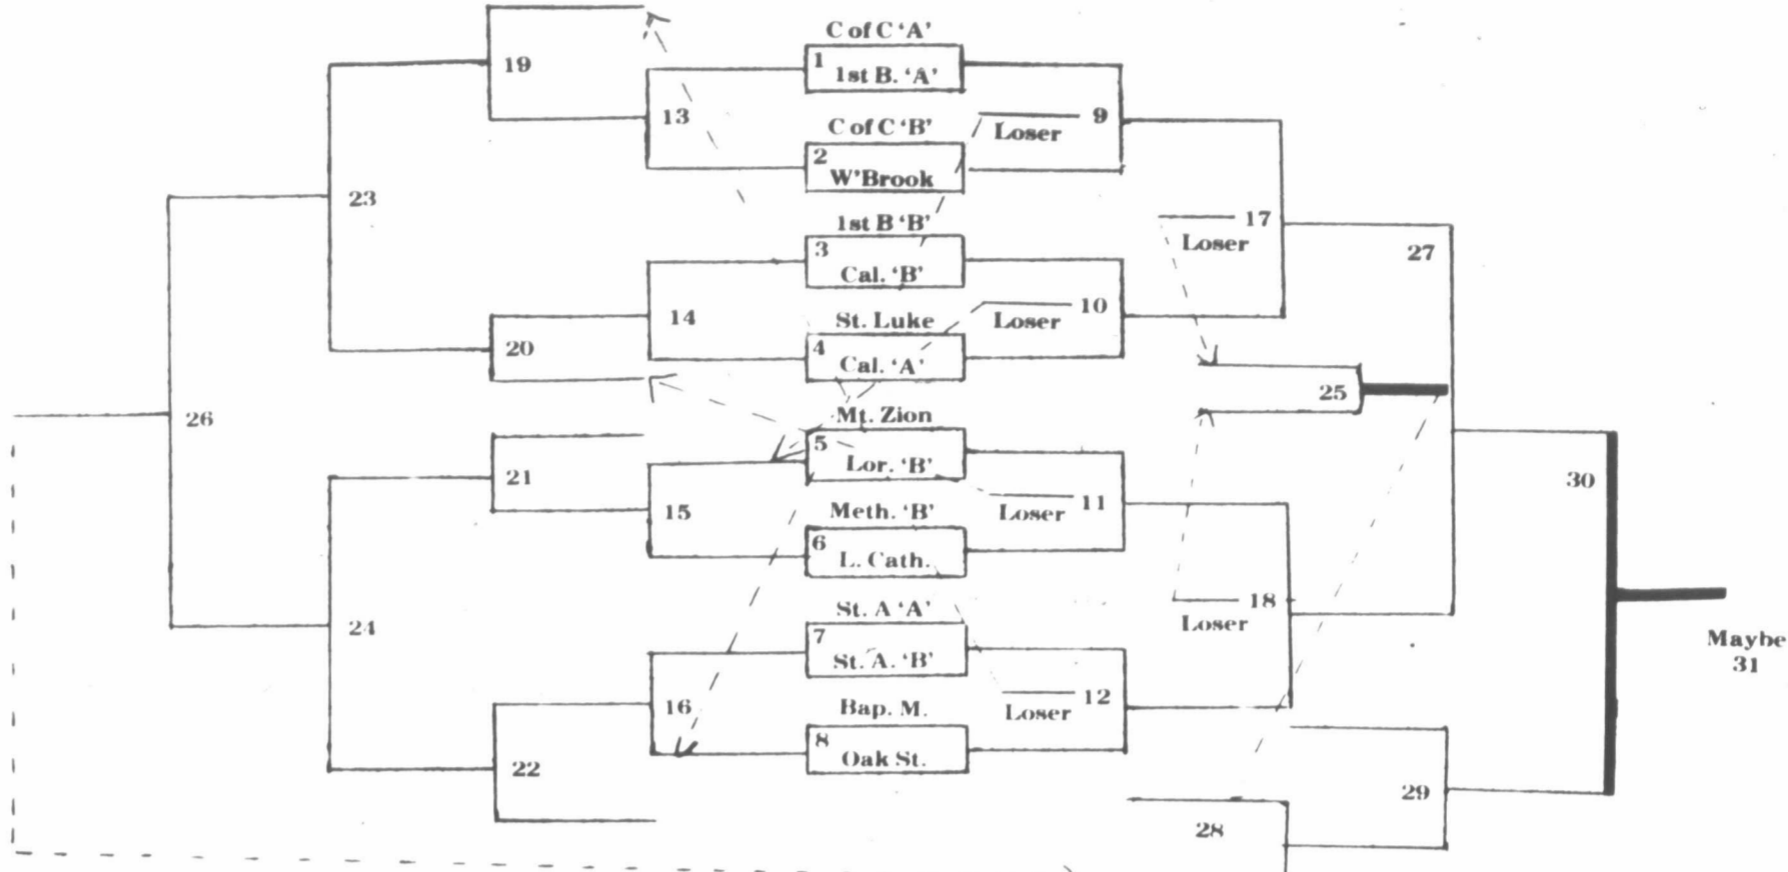 C of C 'A'
1
1st B. 'A'
C of C 'B'
2
W'Brook
1st B 'B'
3
Cal. 'B'
St. Luke
4
Cal. 'A'
Mt. Zion
5
Lor. 'B'
Meth. 'B'
6
L. Cath.
St. A 'A'
7
St. A. 'B'
Bap. M.
8
Oak St.
9
Loser
10
Loser
11
Loser
12
Loser
13
14
15
16
17
Loser
18
Loser
19
20
21
22
23
24
25
26
27
28
29
30
Maybe
31